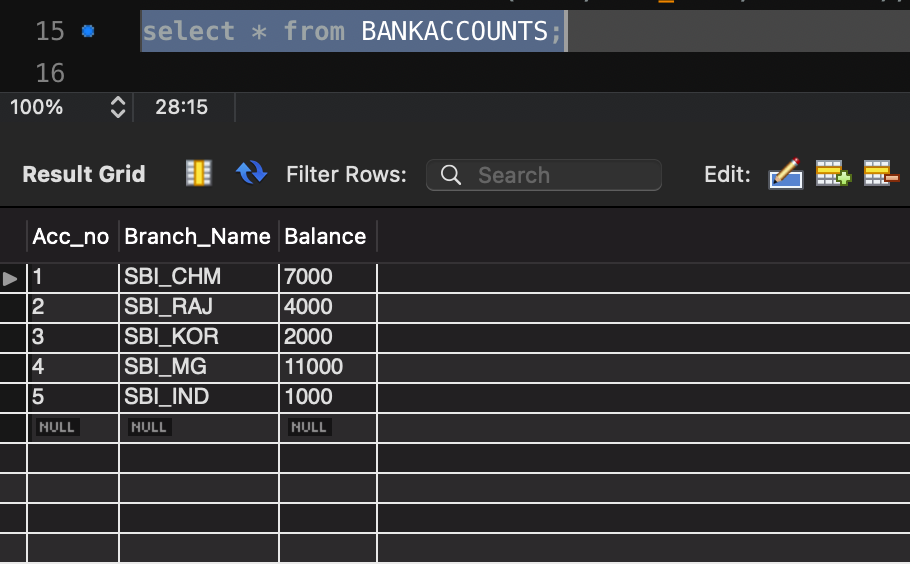 15 select * from BANKACCOUNTS;
16
100% 28:15
Result Grid Filter Rows: Search Edit:
Acc_no Branch_Name Balance
1 SBI_CHM 7000
2 SBI_RAJ 4000
3 SBI_KOR 2000
4 SBI_MG 11000
5 SBI_IND 1000
NULL NULL NULL